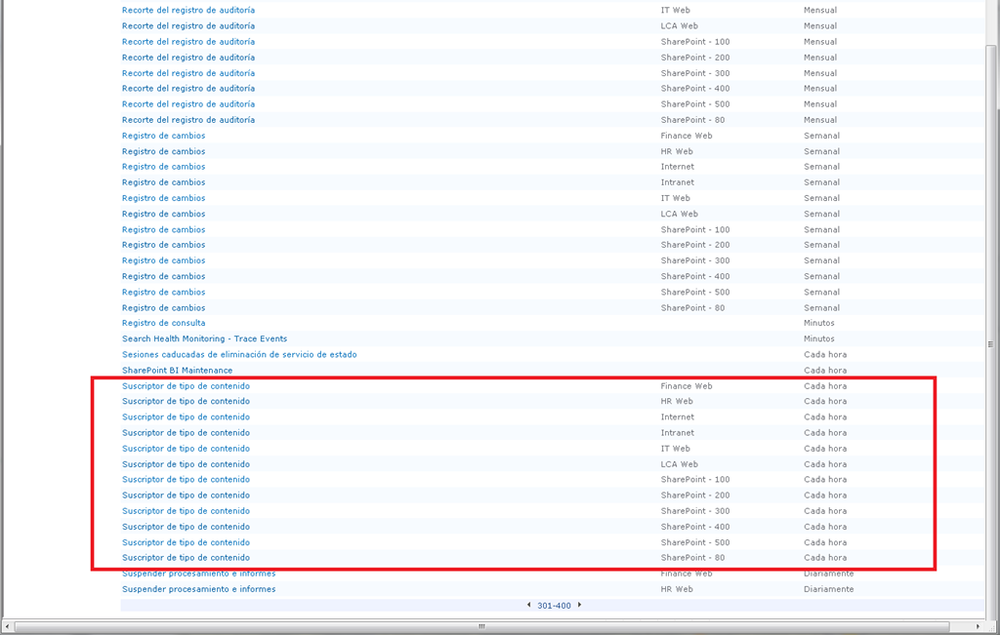 Recorte del registro de auditoría IT Web Mensual
Recorte del registro de auditoría LCA Web Mensual
Recorte del registro de auditoría SharePoint - 100 Mensual
Recorte del registro de auditoría SharePoint - 200 Mensual
Recorte del registro de auditoría SharePoint - 300 Mensual
Recorte del registro de auditoría SharePoint - 400 Mensual
Recorte del registro de auditoría SharePoint - 500 Mensual
Recorte del registro de auditoría SharePoint - 80 Mensual
Registro de cambios Finance Web Semanal
Registro de cambios HR Web Semanal
Registro de cambios Internet Semanal
Registro de cambios Intranet Semanal
Registro de cambios IT Web Semanal
Registro de cambios LCA Web Semanal
Registro de cambios SharePoint - 100 Semanal
Registro de cambios SharePoint - 200 Semanal
Registro de cambios SharePoint - 300 Semanal
Registro de cambios SharePoint - 400 Semanal
Registro de cambios SharePoint - 500 Semanal
Registro de cambios SharePoint - 80 Semanal
Registro de consulta Minutos
Search Health Monitoring - Trace Events Minutos
Sesiones caducadas de eliminación de servicio de estado Cada hora
SharePoint BI Maintenance Cada hora
Suscriptor de tipo de contenido Finance Web Cada hora
Suscriptor de tipo de contenido HR Web Cada hora
Suscriptor de tipo de contenido Internet Cada hora
Suscriptor de tipo de contenido Intranet Cada hora
Suscriptor de tipo de contenido IT Web Cada hora
Suscriptor de tipo de contenido LCA Web Cada hora
Suscriptor de tipo de contenido SharePoint - 100 Cada hora
Suscriptor de tipo de contenido SharePoint - 200 Cada hora
Suscriptor de tipo de contenido SharePoint - 300 Cada hora
Suscriptor de tipo de contenido SharePoint - 400 Cada hora
Suscriptor de tipo de contenido SharePoint - 500 Cada hora
Suscriptor de tipo de contenido SharePoint - 80 Cada hora
Suspender procesamiento e informes Finance Web Diariamente
Suspender procesamiento e informes HR Web Diariamente
301-400